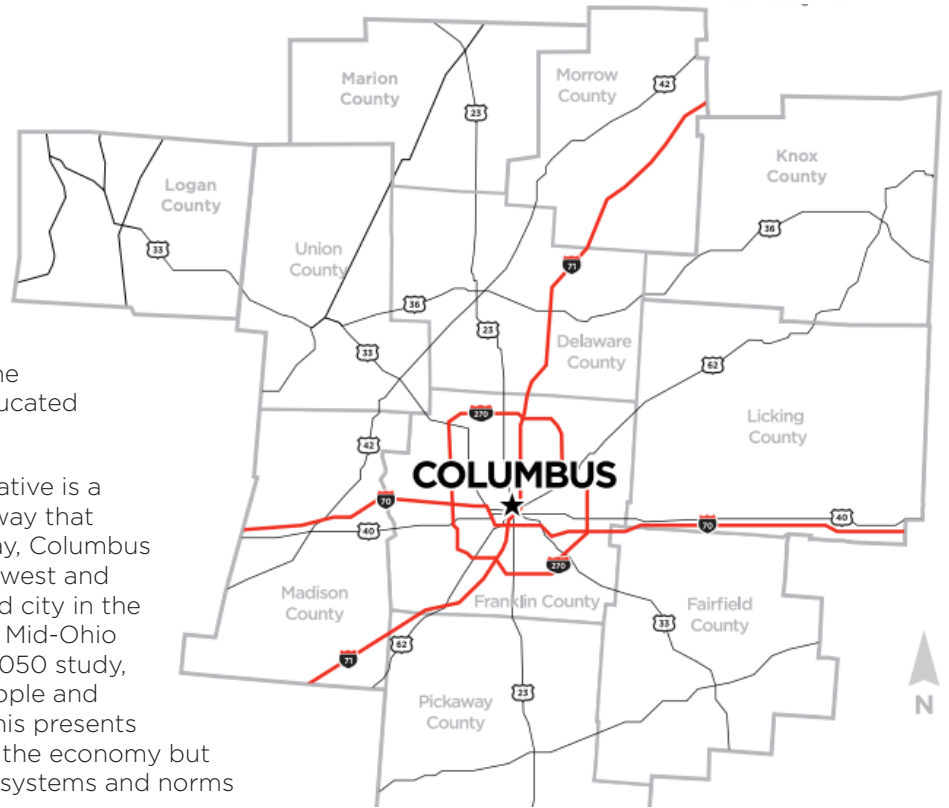 Marion
County
Morrow
County
42
23
Knox
County
Logan
County
36
33
Union
County
71
36
23
Delaware
County
33
62
he
ucated
270
Licking
County
42
COLUMBUS
ative is a
70
way that
40
40
70
ay, Columbus
west and
270
Madison
County
Franklin County
Fairfield
County
d city in the
Mid-Ohio
33
62
050 study,
71
ople and
Pickaway
County
23
N
his presents
the economy but
systems and norms